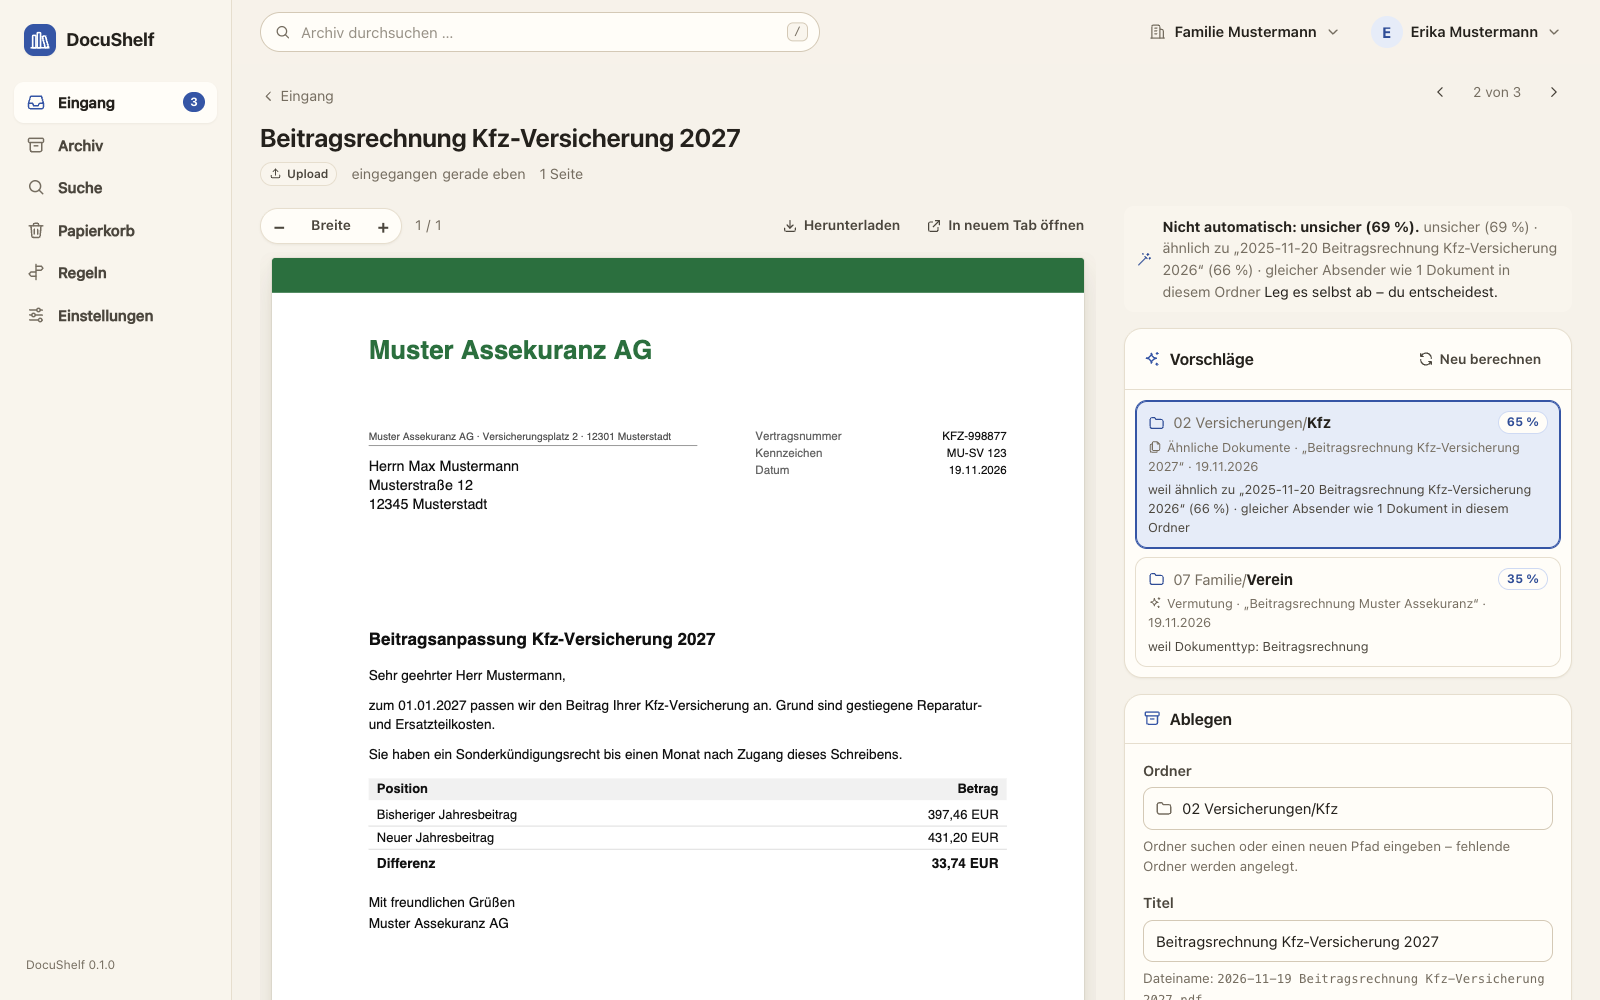 DocuShelf
Eingang
3
Archiv
Suche
Papierkorb
Regeln
Einstellungen
DocuShelf 0.1.0
Archiv durchsuchen ...
/
Familie Mustermann
E
Erika Mustermann
Eingang
2 von 3
Beitragsrechnung Kfz-Versicherung 2027
Upload
eingegangen gerade eben
1 Seite
− Breite +
1 / 1
Herunterladen
In neuem Tab öffnen
Muster Assekuranz AG
Muster Assekuranz AG · Versicherungsplatz 2 · 12301 Musterstadt
Herrn Max Mustermann
Musterstraße 12
12345 Musterstadt
Vertragsnummer KFZ-998877
Kennzeichen MU-SV 123
Datum 19.11.2026
Beitragsanpassung Kfz-Versicherung 2027
Sehr geehrter Herr Mustermann,
zum 01.01.2027 passen wir den Beitrag Ihrer Kfz-Versicherung an. Grund sind gestiegene Reparatur-
und Ersatzteilkosten.
Sie haben ein Sonderkündigungsrecht bis einen Monat nach Zugang dieses Schreibens.
Position Betrag
Bisheriger Jahresbeitrag 397,46 EUR
Neuer Jahresbeitrag 431,20 EUR
Differenz 33,74 EUR
Mit freundlichen Grüßen
Muster Assekuranz AG
Nicht automatisch: unsicher (69 %). unsicher (69 %) ·
ähnlich zu „2025-11-20 Beitragsrechnung Kfz-Versicherung
2026“ (66 %) · gleicher Absender wie 1 Dokument in
diesem Ordner Leg es selbst ab – du entscheidest.
Vorschläge
Neu berechnen
02 Versicherungen/Kfz
65 %
Ähnliche Dokumente · „Beitragsrechnung Kfz-Versicherung
2027“ · 19.11.2026
weil ähnlich zu „2025-11-20 Beitragsrechnung Kfz-Versicherung
2026“ (66 %) · gleicher Absender wie 1 Dokument in diesem
Ordner
07 Familie/Verein
35 %
Vermutung · „Beitragsrechnung Muster Assekuranz“ ·
19.11.2026
weil Dokumenttyp: Beitragsrechnung
Ablegen
Ordner
02 Versicherungen/Kfz
Ordner suchen oder einen neuen Pfad eingeben – fehlende
Ordner werden angelegt.
Titel
Beitragsrechnung Kfz-Versicherung 2027
Dateiname: 2026-11-19 Beitragsrechnung Kfz-Versicherung
2027.pdf